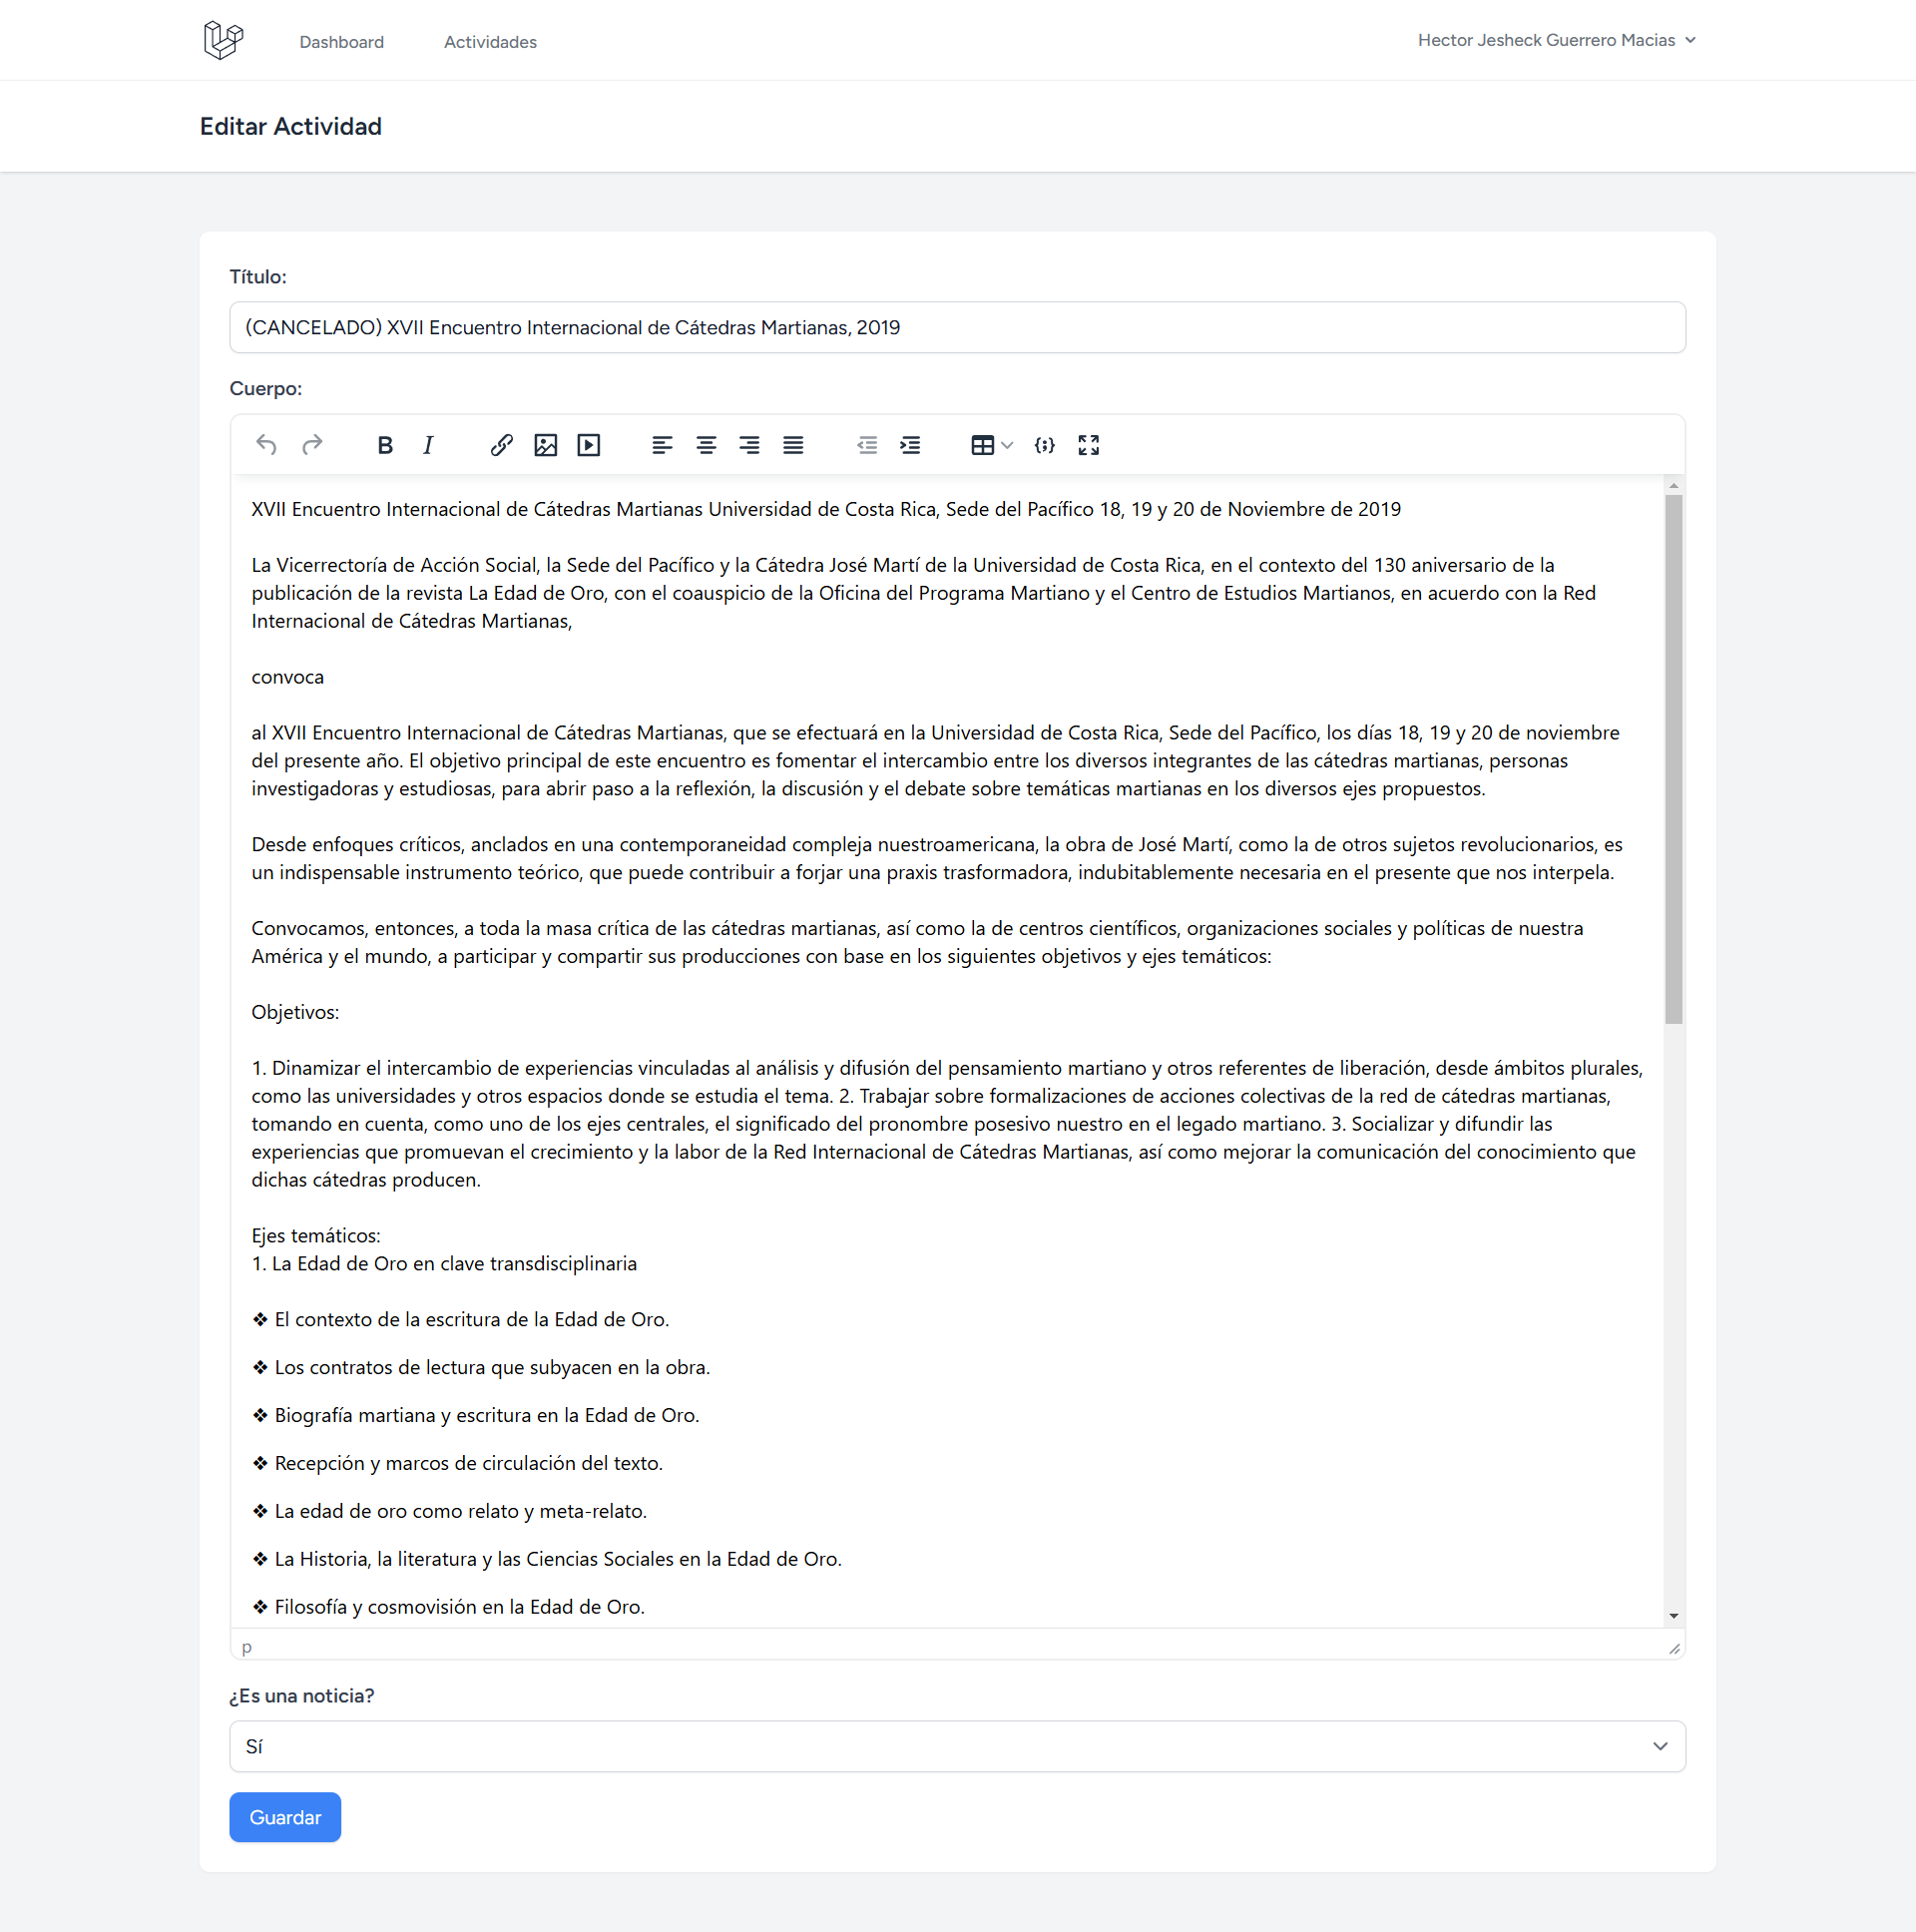 Dashboard
Actividades
Hector Jesheck Guerrero Macias
Editar Actividad
Título:
(CANCELADO) XVII Encuentro Internacional de Cátedras Martianas, 2019
Cuerpo:
XVII Encuentro Internacional de Cátedras Martianas Universidad de Costa Rica, Sede del Pacífico 18, 19 y 20 de Noviembre de 2019
La Vicerrectoría de Acción Social, la Sede del Pacífico y la Cátedra José Martí de la Universidad de Costa Rica, en el contexto del 130 aniversario de la
publicación de la revista La Edad de Oro, con el coauspicio de la Oficina del Programa Martiano y el Centro de Estudios Martianos, en acuerdo con la Red
Internacional de Cátedras Martianas,
convoca
al XVII Encuentro Internacional de Cátedras Martianas, que se efectuará en la Universidad de Costa Rica, Sede del Pacífico, los días 18, 19 y 20 de noviembre
del presente año. El objetivo principal de este encuentro es fomentar el intercambio entre los diversos integrantes de las cátedras martianas, personas
investigadoras y estudiosas, para abrir paso a la reflexión, la discusión y el debate sobre temáticas martianas en los diversos ejes propuestos.
Desde enfoques críticos, anclados en una contemporaneidad compleja nuestroamericana, la obra de José Martí, como la de otros sujetos revolucionarios, es
un indispensable instrumento teórico, que puede contribuir a forjar una praxis trasformadora, indubitablemente necesaria en el presente que nos interpela.
Convocamos, entonces, a toda la masa crítica de las cátedras martianas, así como la de centros científicos, organizaciones sociales y políticas de nuestra
América y el mundo, a participar y compartir sus producciones con base en los siguientes objetivos y ejes temáticos:
Objetivos:
1. Dinamizar el intercambio de experiencias vinculadas al análisis y difusión del pensamiento martiano y otros referentes de liberación, desde ámbitos plurales,
como las universidades y otros espacios donde se estudia el tema. 2. Trabajar sobre formalizaciones de acciones colectivas de la red de cátedras martianas,
tomando en cuenta, como uno de los ejes centrales, el significado del pronombre posesivo nuestro en el legado martiano. 3. Socializar y difundir las
experiencias que promuevan el crecimiento y la labor de la Red Internacional de Cátedras Martianas, así como mejorar la comunicación del conocimiento que
dichas cátedras producen.
Ejes temáticos:
1. La Edad de Oro en clave transdisciplinaria
❖ El contexto de la escritura de la Edad de Oro.
❖ Los contratos de lectura que subyacen en la obra.
❖ Biografía martiana y escritura en la Edad de Oro.
❖ Recepción y marcos de circulación del texto.
❖ La edad de oro como relato y meta-relato.
❖ La Historia, la literatura y las Ciencias Sociales en la Edad de Oro.
❖ Filosofía y cosmovisión en la Edad de Oro.
p
¿Es una noticia?
Sí
Guardar